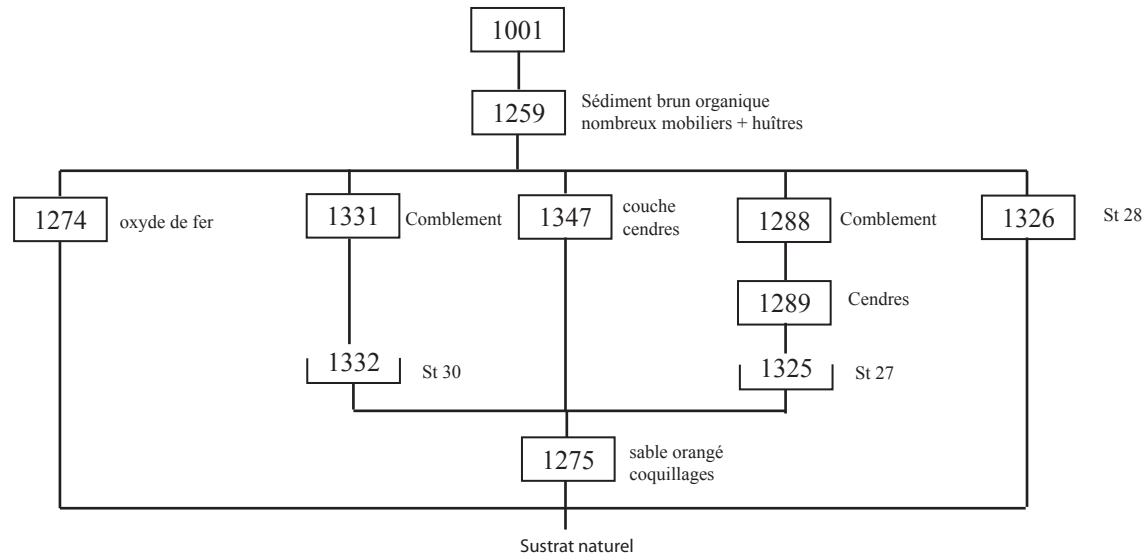 1001
1259
Sédiment brun organique
nombreux mobiliers + huîtres
1274
oxyde de fer
1331
Comblement
1347
couche
cendres
1288
Comblement
1326
St 28
1289
Cendres
1332
St 30
1325
St 27
1275
sable orangé
coquillages
Sustrat naturel